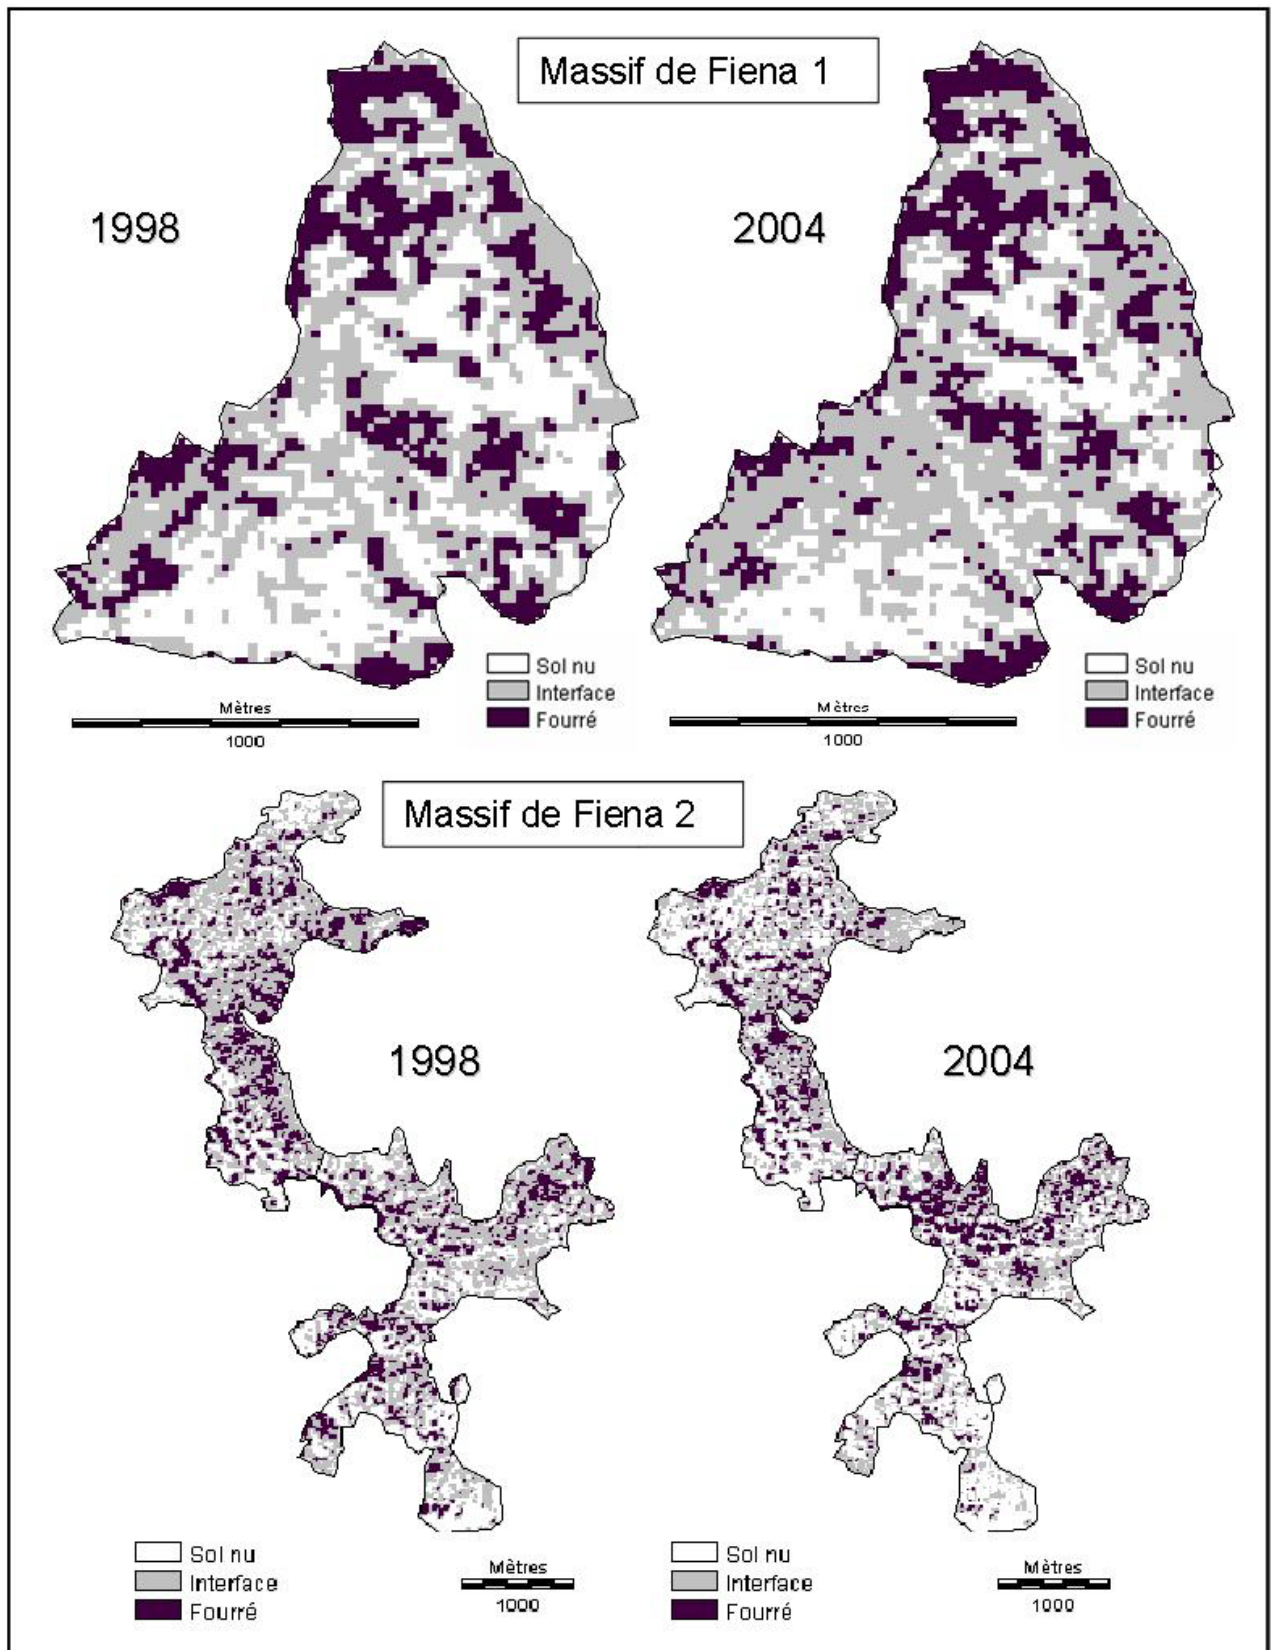 Massif de Fiena 1
1998
2004
Sol nu
Interface
Fourré
Mètres
1000
Sol nu
Interface
Fourré
Mètres
1000
Massif de Fiena 2
1998
2004
Sol nu
Interface
Fourré
Mètres
1000
Sol nu
Interface
Fourré
Mètres
1000